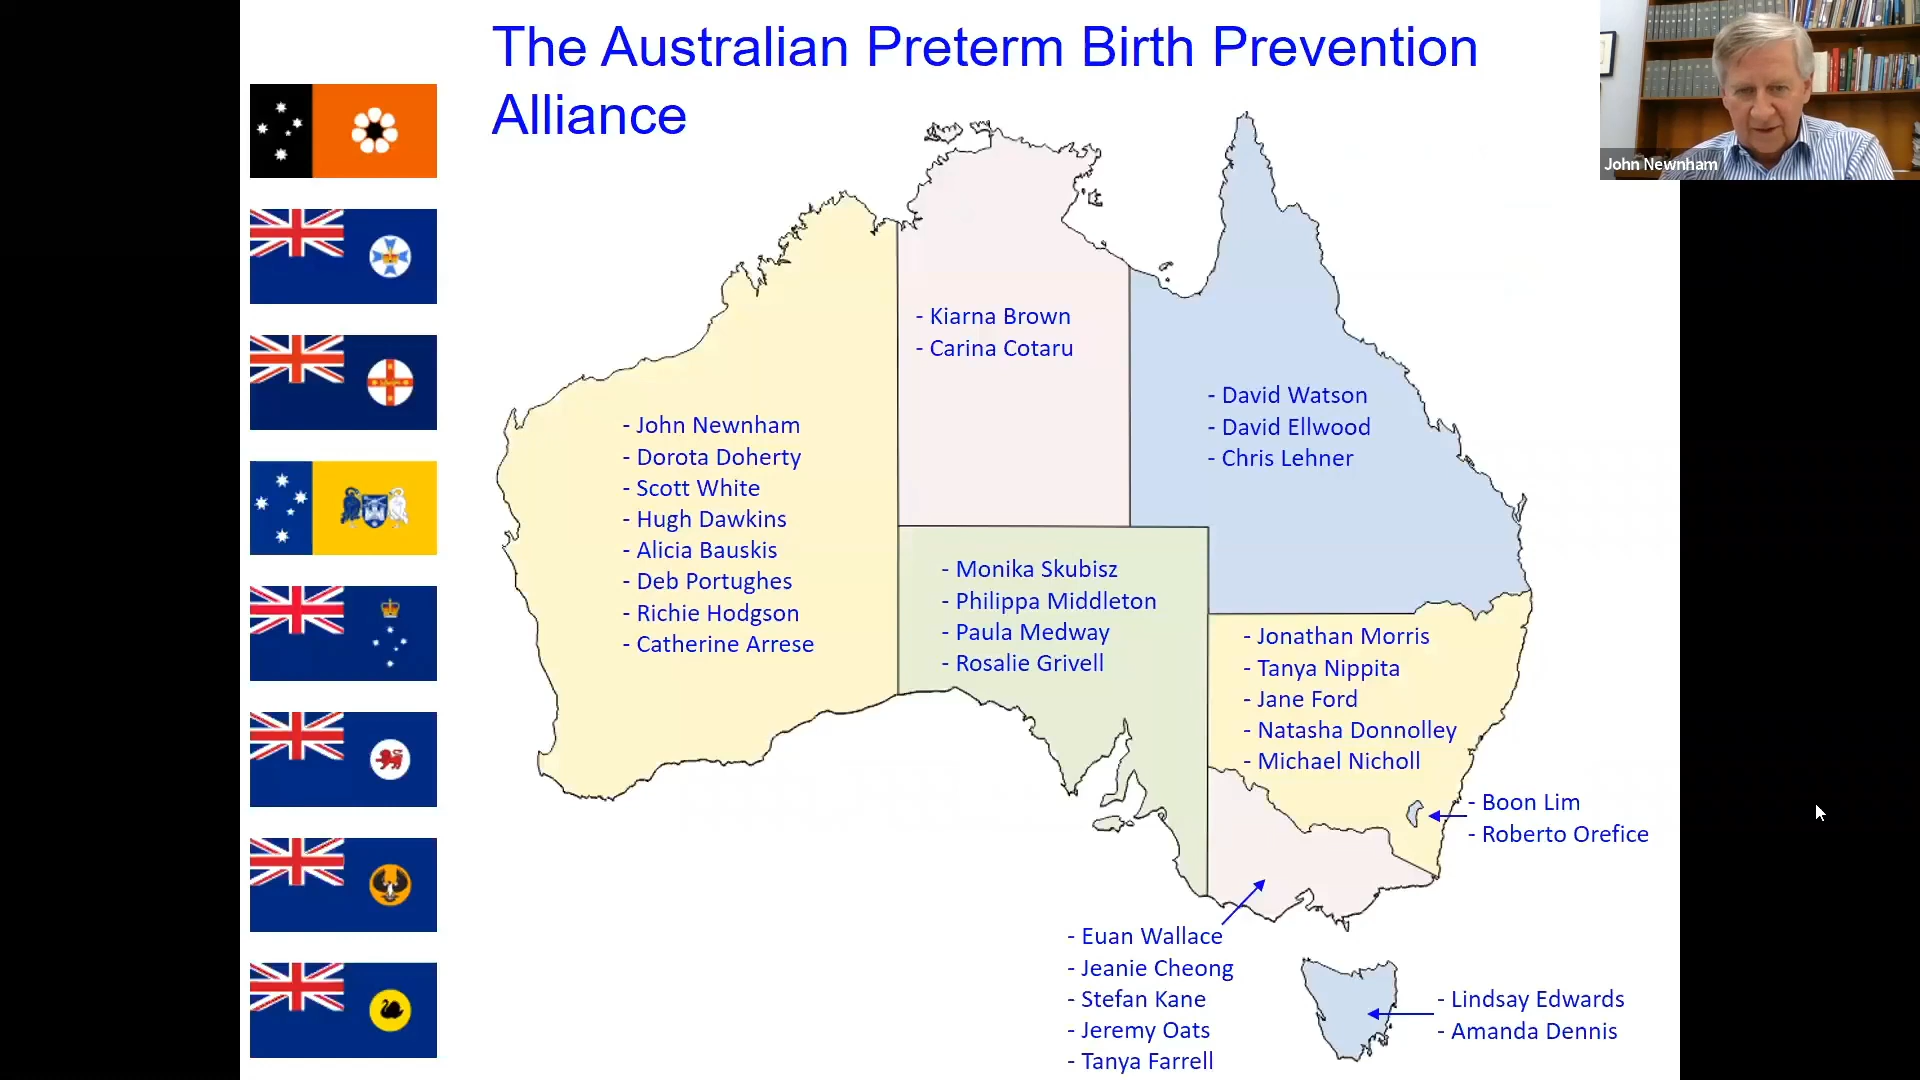 The Australian Preterm Birth Prevention
Alliance
John Newnham
- Kiarna Brown
- Carina Cotaru
- David Watson
- David Ellwood
- Chris Lehner
- John Newnham
- Dorota Doherty
- Scott White
- Hugh Dawkins
- Alicia Bauskis
- Deb Portughes
- Richie Hodgson
- Catherine Arrese
- Monika Skubisz
- Philippa Middleton
- Paula Medway
- Rosalie Grivell
- Jonathan Morris
- Tanya Nippita
- Jane Ford
- Natasha Donnolley
- Michael Nicholl
- Boon Lim
- Roberto Orefice
- Euan Wallace
- Jeanie Cheong
- Stefan Kane
- Jeremy Oats
- Tanya Farrell
- Lindsay Edwards
- Amanda Dennis